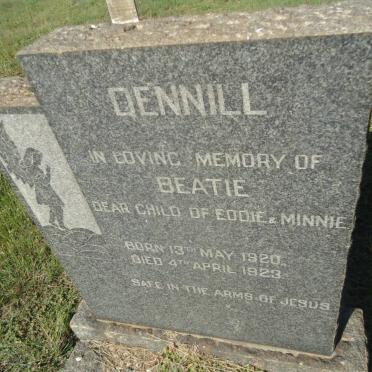 DENNILL
IN LOVING MEMORY OF
BEATIE
DEAR CHILD OF EDDIE & MINNIE
BORN 13TH MAY 1920.
DIED 4TH APRIL 1923.
SAFE IN THE ARMS OF JESUS